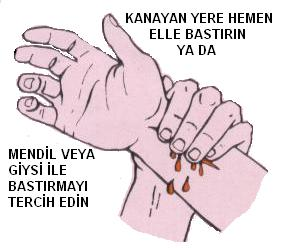 KANAYAN YERE HEMEN
ELLE BASTIRIN
YA DA
MENDİL VEYA
GİYSİ İLE
BASTIRMAYI
TERCİH EDİN